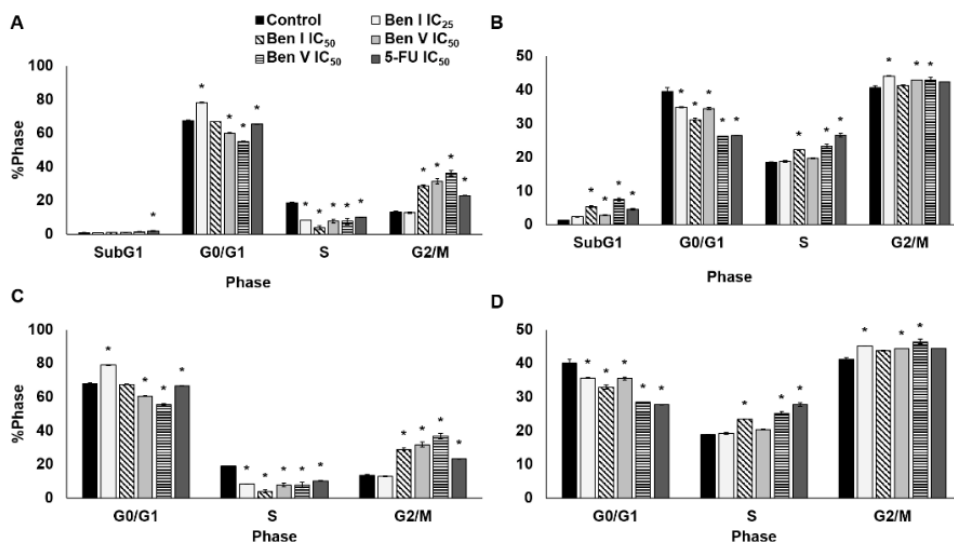 A
Control
Ben I IC25
Ben I IC50
Ben V IC50
Ben V IC50
5-FU IC50
%Phase
100
80
60
40
20
0
* * * * * * * * * * * * * *
SubG1 G0/G1 S G2/M
Phase
B
50
40
30
20
10
0
* * * * * * * * * * * * * * * *
SubG1 G0/G1 S G2/M
Phase
C
%Phase
100
80
60
40
20
0
* * * * * * * * * * * * *
G0/G1 S G2/M
Phase
D
50
40
30
20
10
0
* * * * * * * * * * *
G0/G1 S G2/M
Phase